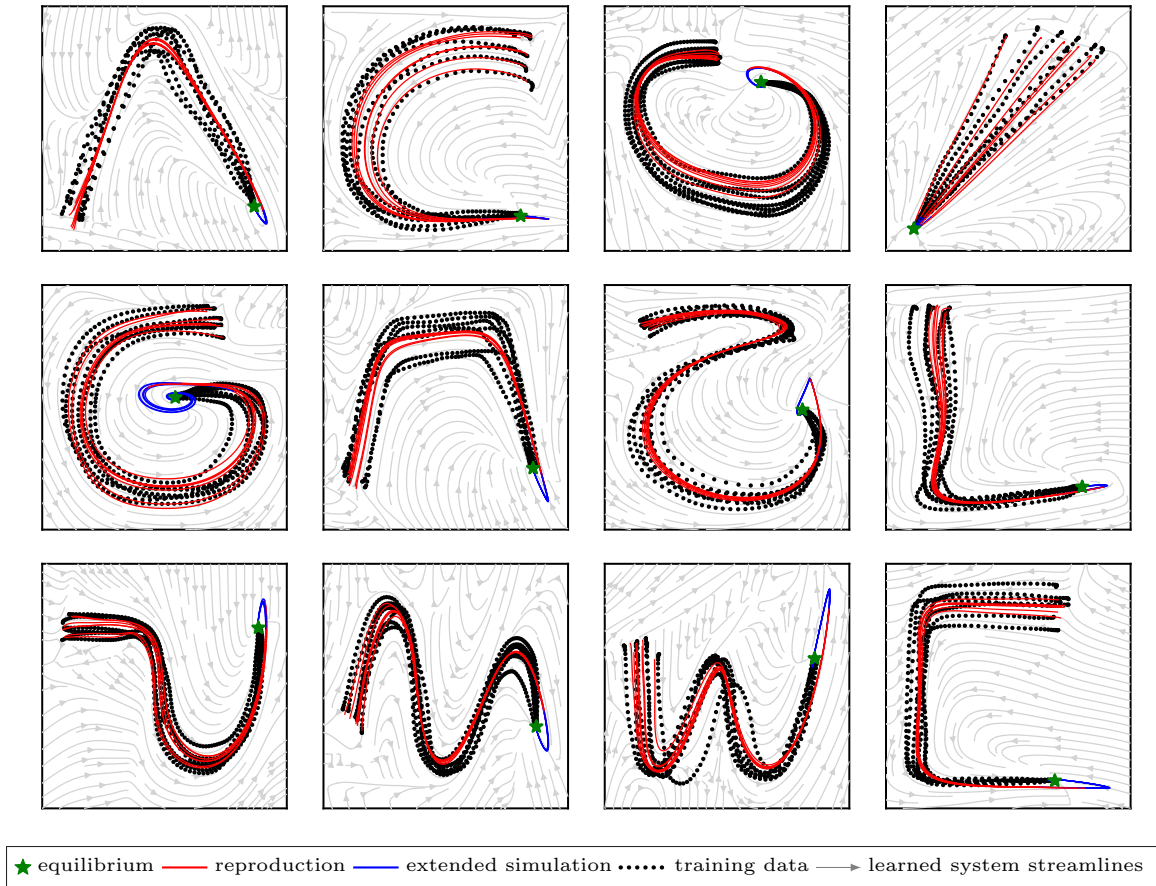 equilibrium reproduction extended simulation training data learned system streamlines